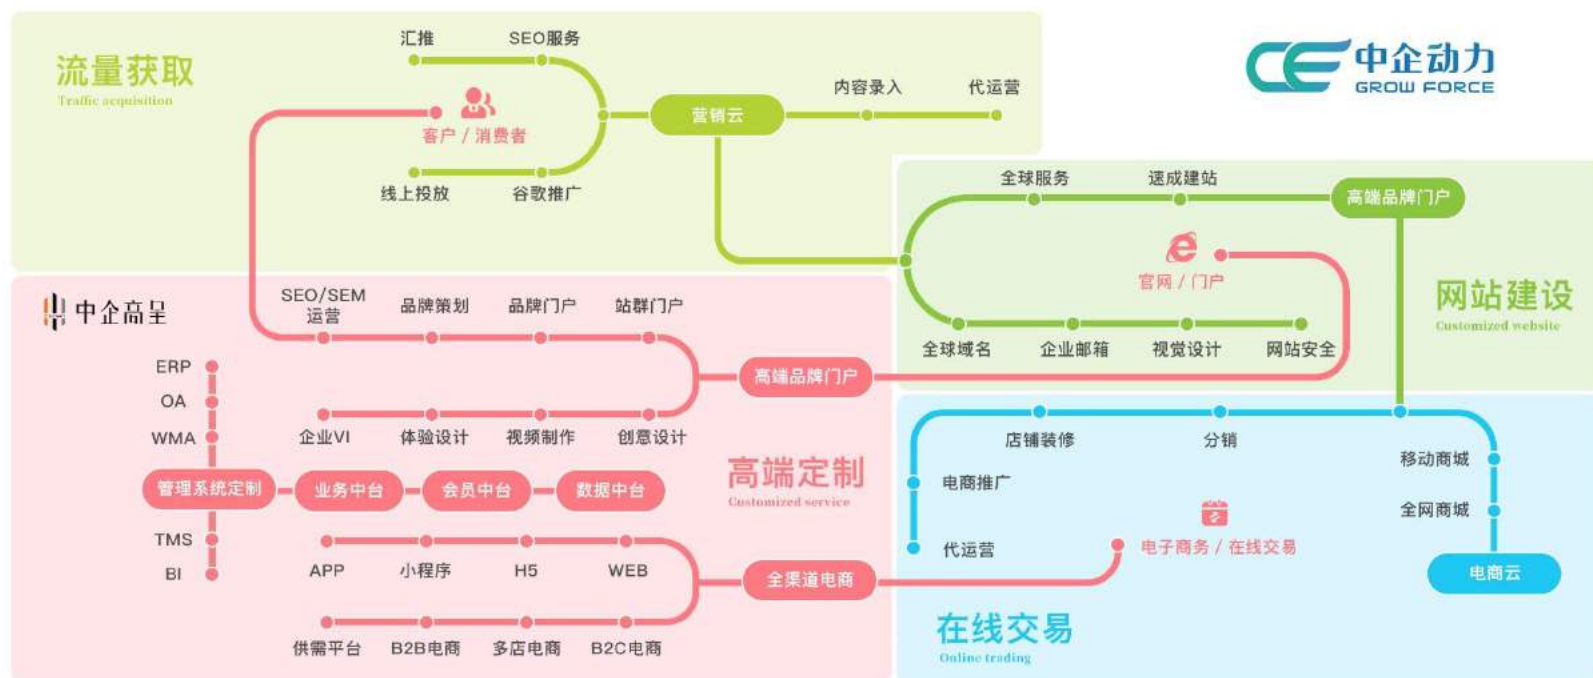 流量获取
Traffic acquisition
汇推
SEO服务
客户 / 消费者
线上投放
谷歌推广
营销云
内容录入
代运营
中企动力
GROW FORCE
全球服务
速成建站
高端品牌门户
官网 / 门户
网站建设
Customized website
全球域名
企业邮箱
视觉设计
网站安全
中企高呈
SEO/SEM
运营
品牌策划
品牌门户
站群门户
高端品牌门户
企业VI
体验设计
视频制作
创意设计
ERP
OA
WMA
管理系统定制
业务中台
会员中台
数据中台
TMS
BI
高端定制
Customized service
APP
小程序
H5
WEB
全渠道电商
供需平台
B2B电商
多店电商
B2C电商
店铺装修
分销
移动商城
全网商城
电商云
电商推广
代运营
电子商务 / 在线交易
在线交易
Online trading